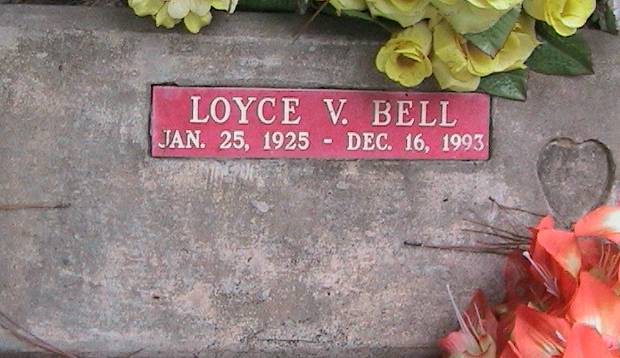 LOYCE V. BELL
JAN. 25, 1925 - DEC. 16, 1993